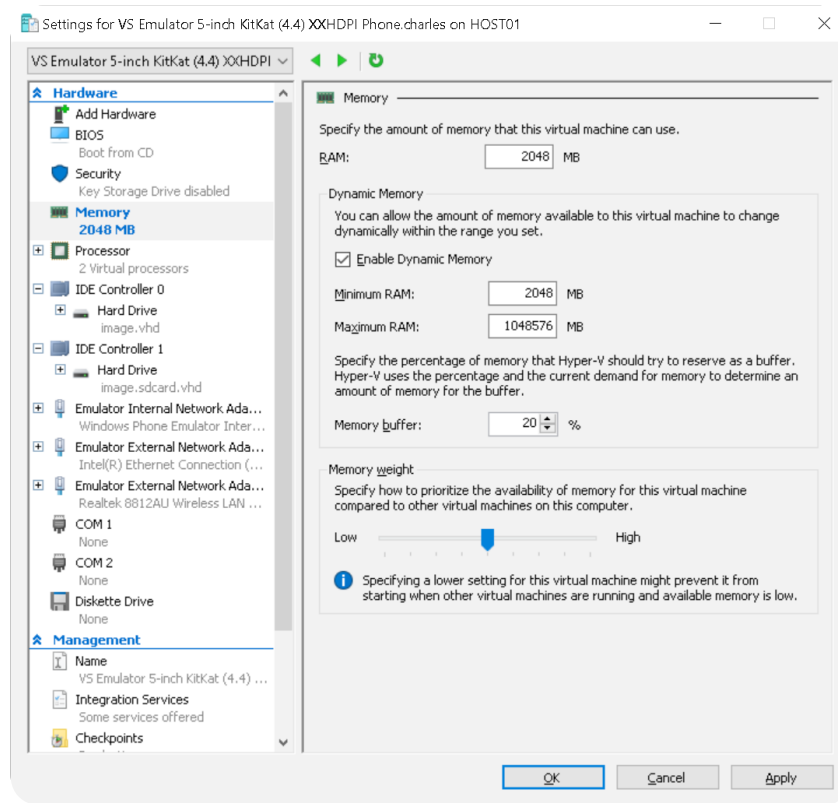 Settings for VS Emulator 5-inch KitKat (4.4) XXHDPI Phone.charles on HOST01
VS Emulator 5-inch KitKat (4.4) XXHDPI
Hardware
Add Hardware
BIOS
Boot from CD
Security
Key Storage Drive disabled
Memory
2048 MB
Processor
2 Virtual processors
IDE Controller 0
Hard Drive
image.vhd
IDE Controller 1
Hard Drive
image.sdcard.vhd
Emulator Internal Network Ada...
Windows Phone Emulator Inter...
Emulator External Network Ada...
Intel(R) Ethernet Connection (...
Emulator External Network Ada...
Realtek 8812AU Wireless LAN ...
COM 1
None
COM 2
None
Diskette Drive
None
Management
Name
VS Emulator 5-inch KitKat (4.4) ...
Integration Services
Some services offered
Checkpoints
Memory
Specify the amount of memory that this virtual machine can use.
RAM: 2048 MB
Dynamic Memory
You can allow the amount of memory available to this virtual machine to change
dynamically within the range you set.
Enable Dynamic Memory
Minimum RAM: 2048 MB
Maximum RAM: 1048576 MB
Specify the percentage of memory that Hyper-V should try to reserve as a buffer.
Hyper-V uses the percentage and the current demand for memory to determine an
amount of memory for the buffer.
Memory buffer: 20 %
Memory weight
Specify how to prioritize the availability of memory for this virtual machine
compared to other virtual machines on this computer.
Low High
Specifying a lower setting for this virtual machine might prevent it from
starting when other virtual machines are running and available memory is low.
OK Cancel Apply